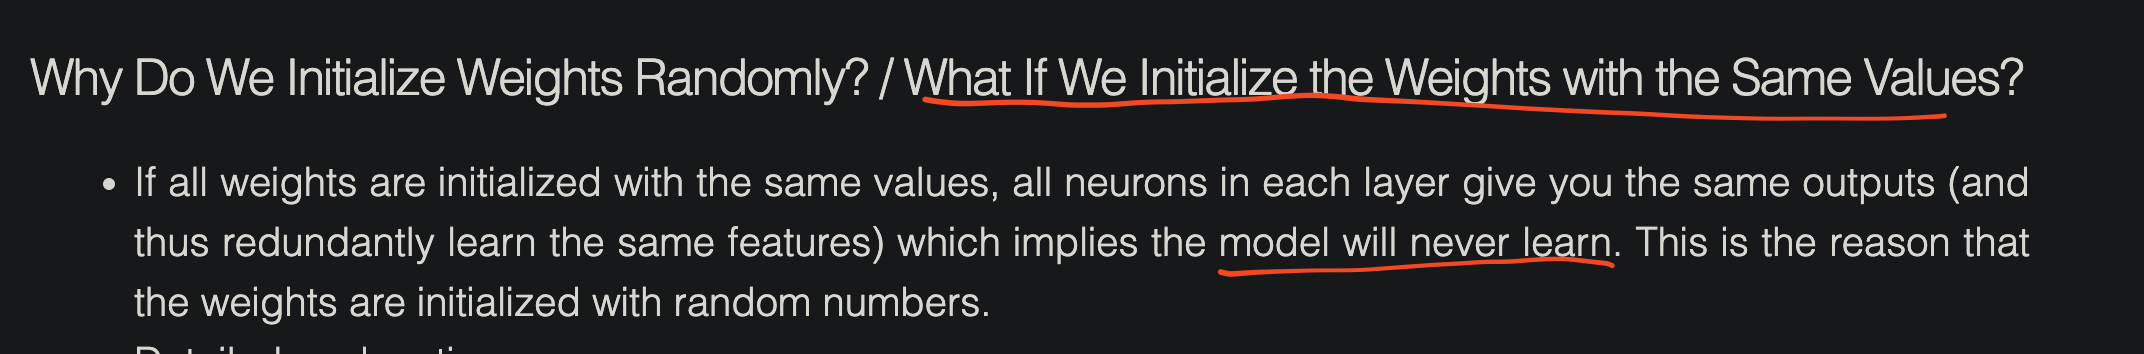 Why Do We Initialize Weights Randomly? / What If We Initialize the Weights with the Same Values?
• If all weights are initialized with the same values, all neurons in each layer give you the same outputs (and
thus redundantly learn the same features) which implies the model will never learn. This is the reason that
the weights are initialized with random numbers.